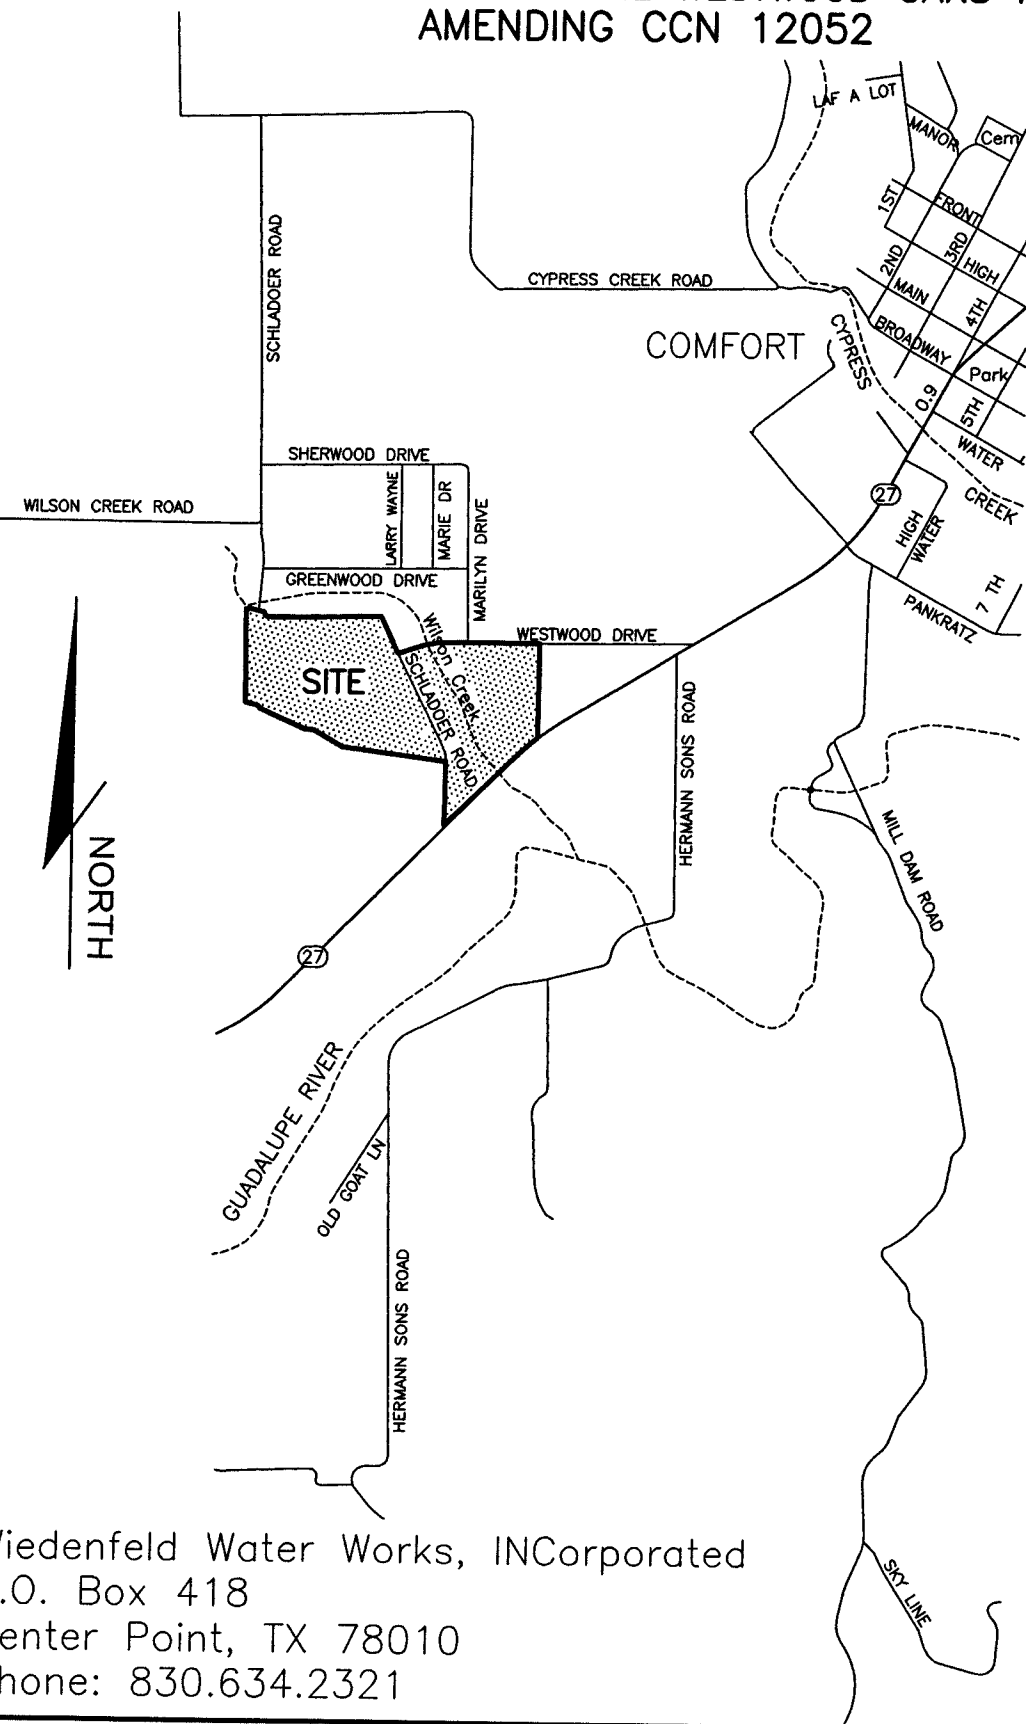 AMENDING CCN 12052
LAF A LOT
MANOR
Cem
1ST
FRONT
2ND
3RD
HIGH
MAIN
4TH
BROADWAY
Park
CYPRESS CREEK ROAD
COMFORT
CYPRESS
0.9
5TH
WATER
CREEK
SCHLADOER ROAD
SHERWOOD DRIVE
LARRY WAYNE
MARIE DR
MARILYN DRIVE
WILSON CREEK ROAD
27
HIGH
WATER
7 TH
PANKRATZ
GREENWOOD DRIVE
WESTWOOD DRIVE
Wilson Creek
SITE
SCHLADOER ROAD
HERMANN SONS ROAD
MILL DAM ROAD
NORTH
27
GUADALUPE RIVER
OLD GOAT LN
HERMANN SONS ROAD
SKY LINE
iedenfeld Water Works, INCorporated
.O. Box 418
enter Point, TX 78010
hone: 830.634.2321